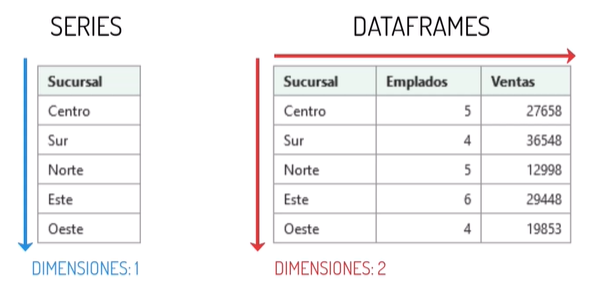 SERIES
Sucursal
Centro
Sur
Norte
Este
Oeste
DIMENSIONES: 1
DATAFRAMES
Sucursal Emplados Ventas
Centro 5 27658
Sur 4 36548
Norte 5 12998
Este 6 29448
Oeste 4 19853
DIMENSIONES: 2